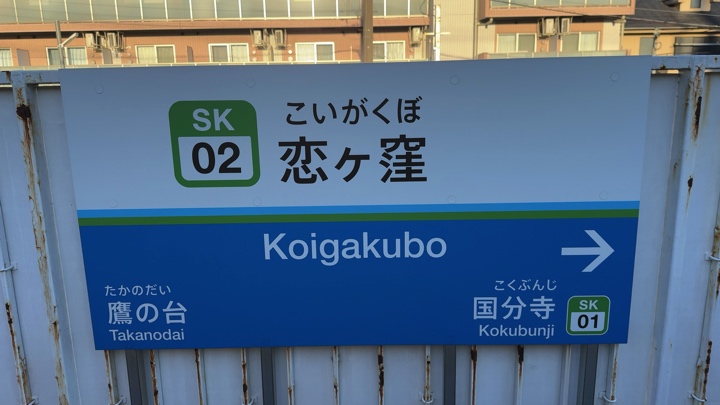 SK
02
こいがくぼ
恋ヶ窪
Koigakubo
たかのだい
鷹の台
Takanodai
こくぶんじ
国分寺
Kokubunji
SK
01